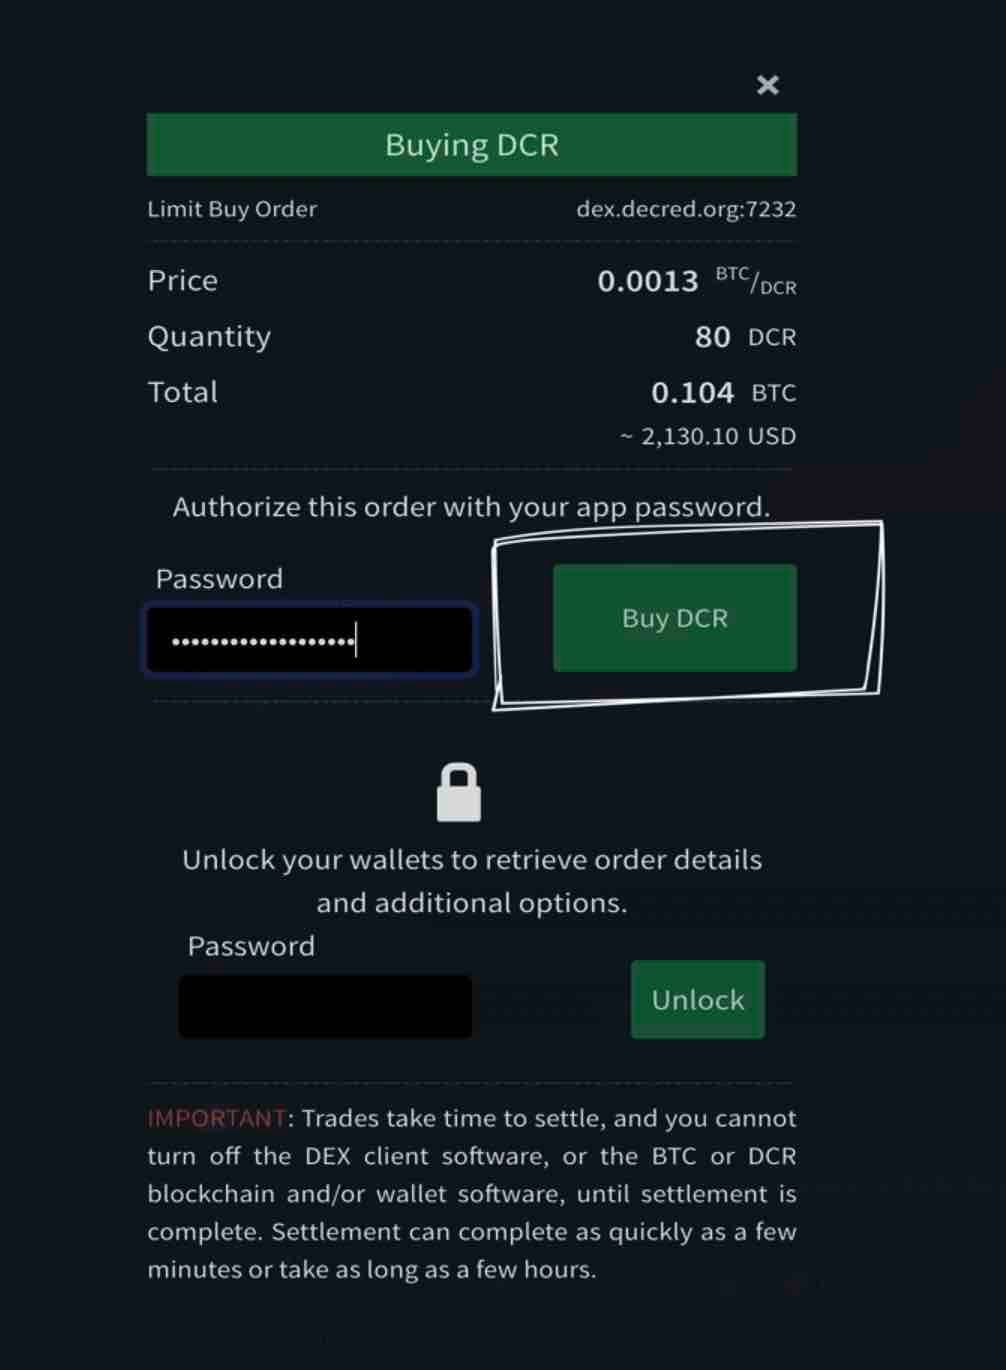 Buying DCR
Limit Buy Order dex.decred.org:7232
Price 0.0013 BTC/DCR
Quantity 80 DCR
Total 0.104 BTC
~ 2,130.10 USD
Authorize this order with your app password.
Password
Buy DCR
Unlock your wallets to retrieve order details
and additional options.
Password
Unlock
IMPORTANT: Trades take time to settle, and you cannot
turn off the DEX client software, or the BTC or DCR
blockchain and/or wallet software, until settlement is
complete. Settlement can complete as quickly as a few
minutes or take as long as a few hours.